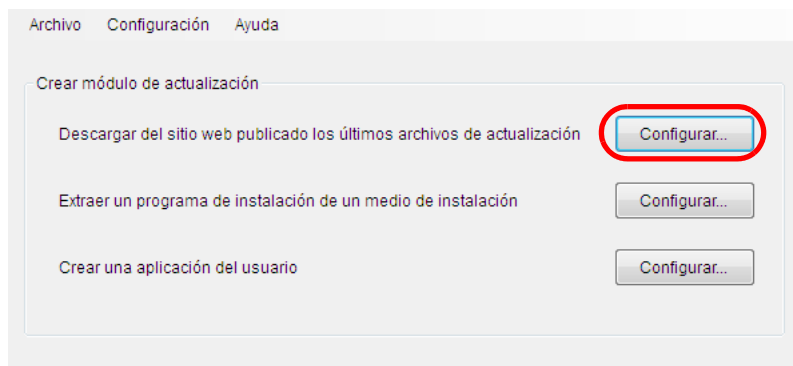 Archivo Configuración Ayuda
Crear módulo de actualización
Descargar del sitio web publicado los últimos archivos de actualización Configurar...
Extraer un programa de instalación de un medio de instalación Configurar...
Crear una aplicación del usuario Configurar...